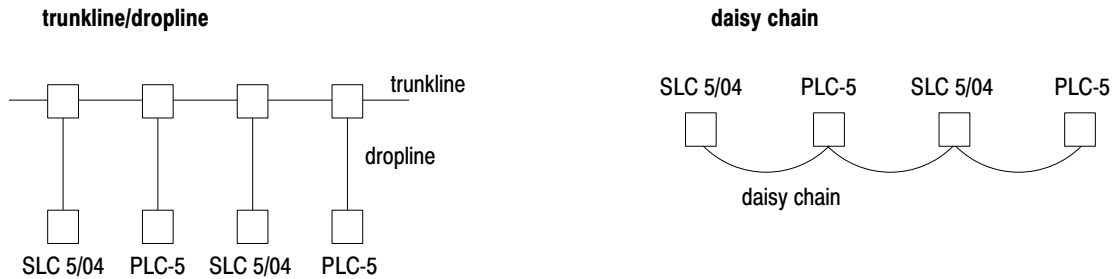 trunkline/dropline
trunkline
dropline
SLC 5/04 PLC-5 SLC 5/04 PLC-5
daisy chain
SLC 5/04 PLC-5 SLC 5/04 PLC-5
daisy chain